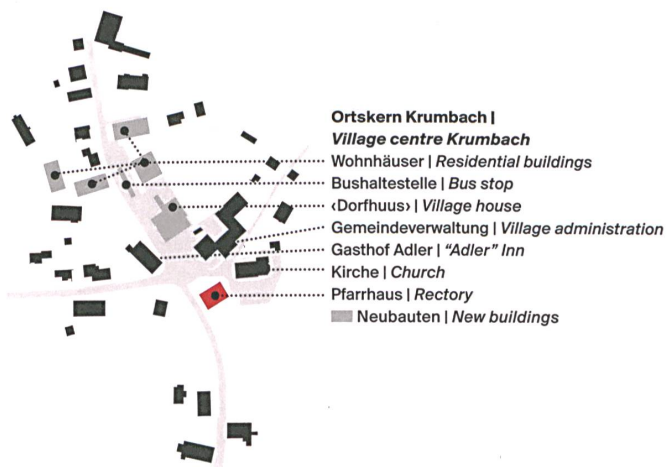 Ortskern Krumbach |
Village centre Krumbach
Wohnhäuser | Residential buildings
Bushaltestelle | Bus stop
‹Dorfhuus› | Village house
Gemeindeverwaltung | Village administration
Gasthof Adler | “Adler” Inn
Kirche | Church
Pfarrhaus | Rectory
Neubauten | New buildings